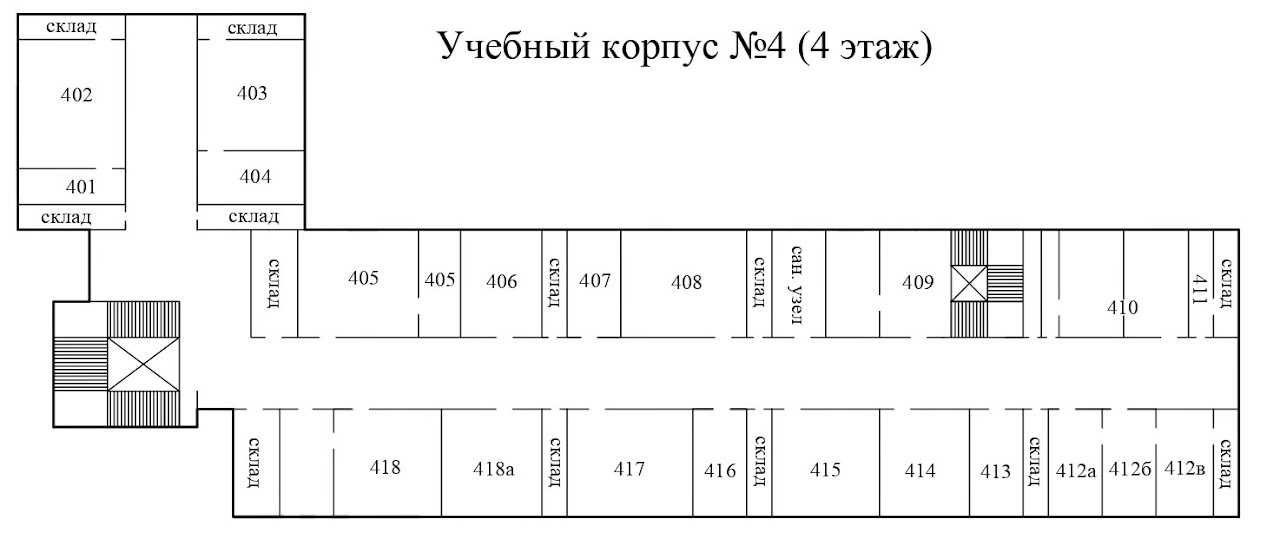 Учебный корпус №4 (4 этаж)
склад
склад
402
403
401
404
склад
склад
склад
405
405
406
склад
407
408
склад
сан. узел
409
410
411
склад
склад
418
418а
склад
417
416
склад
415
414
413
склад
412а
412б
412в
склад